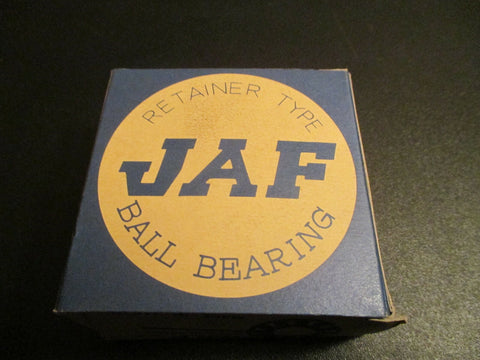 RETAINER TYPE
JAF
BALL BEARING